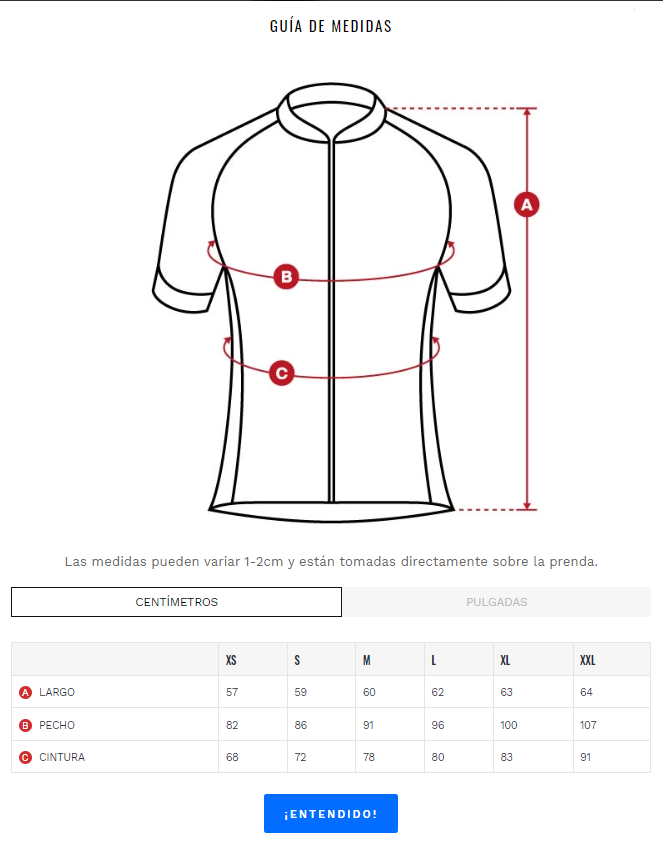 GUÍA DE MEDIDAS
A
B
C
Las medidas pueden variar 1-2cm y están tomadas directamente sobre la prenda.
CENTÍMETROS PULGADAS
XS S M L XL XXL
A LARGO 57 59 60 62 63 64
B PECHO 82 86 91 96 100 107
C CINTURA 68 72 78 80 83 91
¡ENTENDIDO!